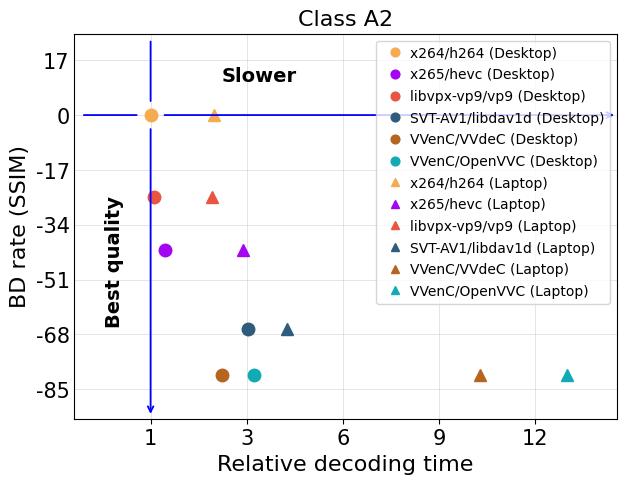 Class A2
17
0
-17
-34
-51
-68
-85
BD rate (SSIM)
Slower
Best quality
x264/h264 (Desktop)
x265/hevc (Desktop)
libvpx-vp9/vp9 (Desktop)
SVT-AV1/libdav1d (Desktop)
VVenC/VVdeC (Desktop)
VVenC/OpenVVC (Desktop)
x264/h264 (Laptop)
x265/hevc (Laptop)
libvpx-vp9/vp9 (Laptop)
SVT-AV1/libdav1d (Laptop)
VVenC/VVdeC (Laptop)
VVenC/OpenVVC (Laptop)
1 3 6 9 12
Relative decoding time